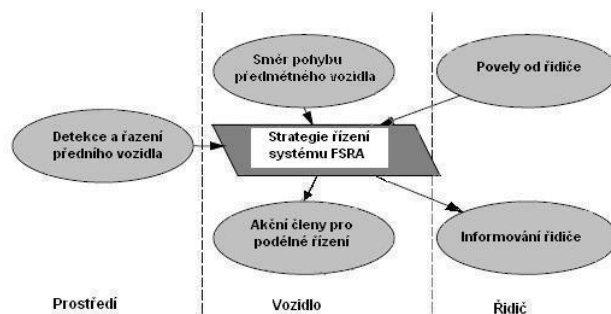 Směr pohybu
předmětného vozidla
Povely od řidiče
Detekce a řazení
předního vozidla
Strategie řízení
systému FSRA
Akční členy pro
podélné řízení
Informování řidiče
Prostředí
Vozidlo
Řidič